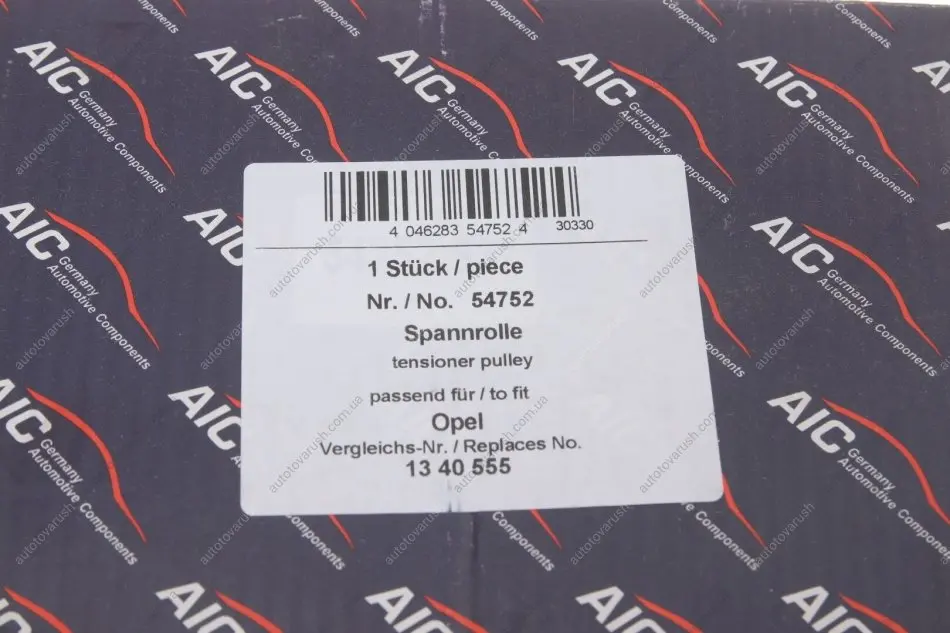 AIC
Germany
Automotive Components
4 046283 54752 4 30330
1 Stück / piece
Nr. / No. 54752
Spannrolle
tensioner pulley
passend für / to fit
Opel
Vergleichs-Nr. / Replaces No.
13 40 555
autotovarush.com.ua